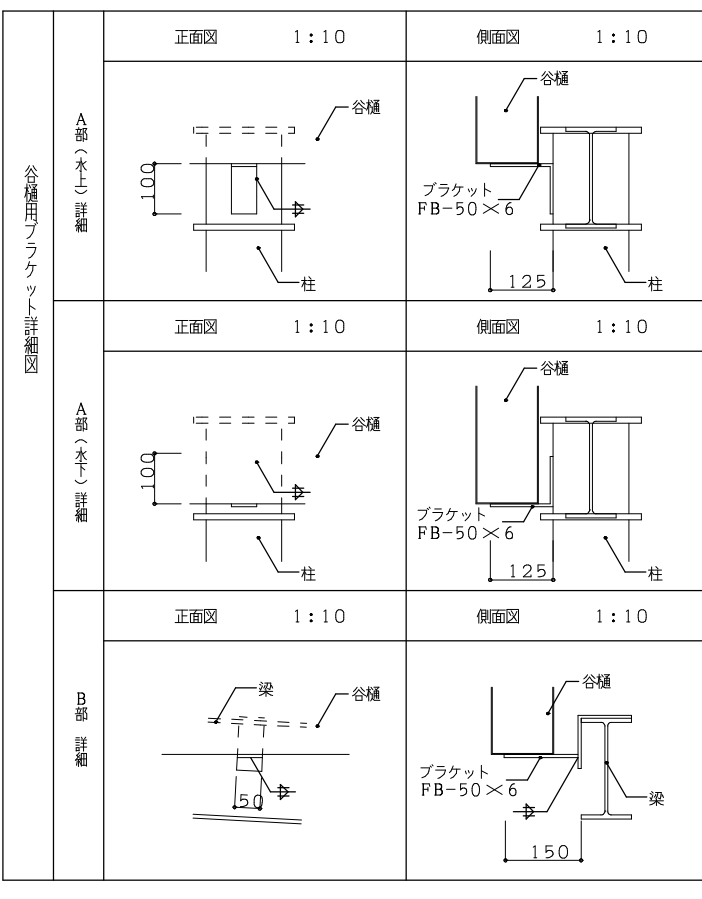 谷樋用ブラケット詳細図
A部(水上)詳細
正面図 1:10
側面図 1:10
谷樋
100
柱
谷樋
ブラケット
FB-50×6
125
柱
A部(水下)詳細
正面図 1:10
側面図 1:10
谷樋
100
柱
谷樋
ブラケット
FB-50×6
125
柱
B部 詳細
正面図 1:10
側面図 1:10
梁
谷樋
50
谷樋
ブラケット
FB-50×6
梁
150